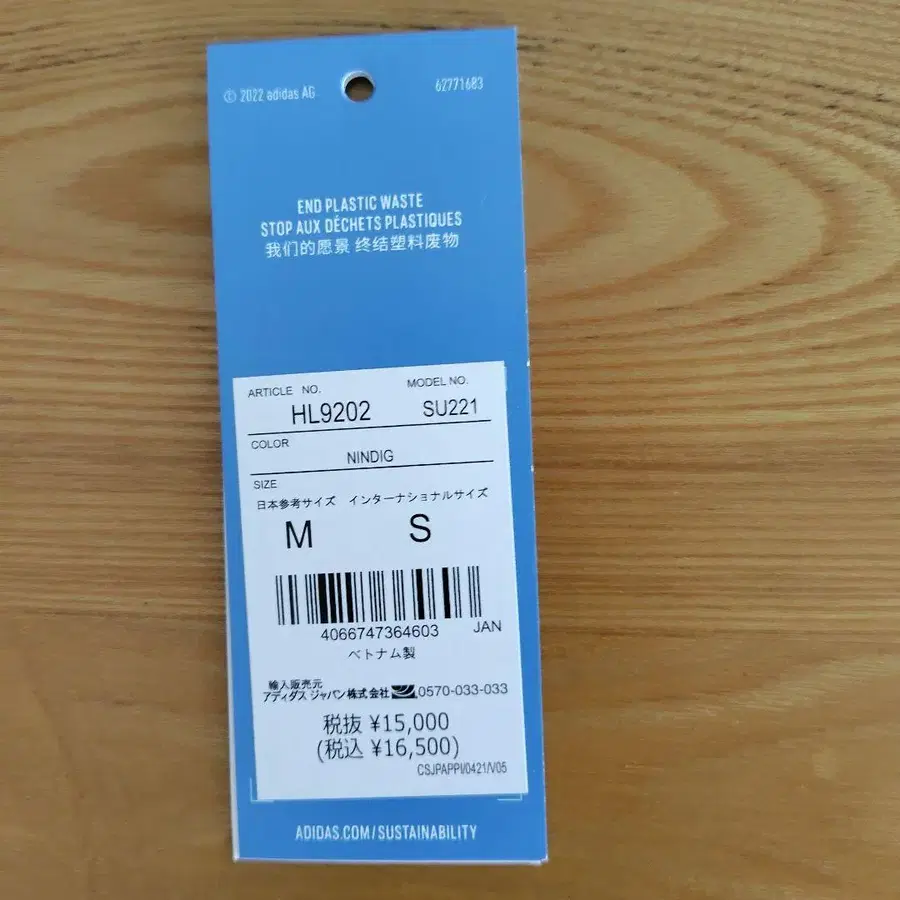 © 2022 adidas AG
62771683
END PLASTIC WASTE
STOP AUX DÉCHETS PLASTIQUES
我们的愿景 终结塑料废物
ARTICLE NO.
MODEL NO.
HL9202
SU221
COLOR
NINDIG
SIZE
日本参考サイズ インターナショナルサイズ
M S
4066747364603 JAN
ベトナム製
輸入販売元
アディダス ジャパン株式会社 0570-033-033
税抜 ¥15,000
(税込 ¥16,500)
CSJPAPPI/0421/V05
ADIDAS.COM/SUSTAINABILITY